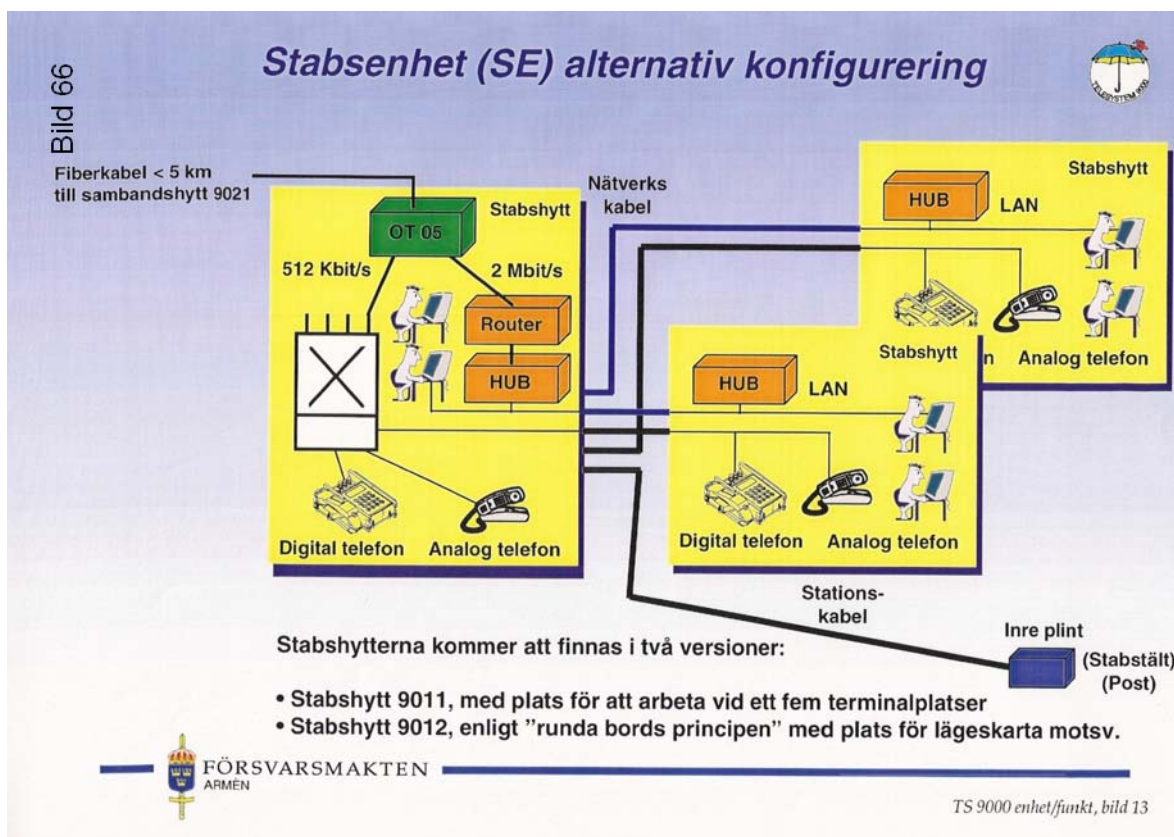 Bild 66
Stabsenhet (SE) alternativ konfigurering
TELESYSTEM 9000
Fiberkabel < 5 km
till sambandshytt 9021
Stabshytt
OT 05
512 Kbit/s
2 Mbit/s
Router
HUB
Digital telefon
Analog telefon
Nätverks
kabel
Stabshytt
HUB
LAN
n
Analog telefon
Stabshytt
HUB
LAN
Digital telefon
Analog telefon
Stations-
kabel
Inre plint
(Stabstält)
(Post)
Stabshytterna kommer att finnas i två versioner:
• Stabshytt 9011, med plats för att arbeta vid ett fem terminalplatser
• Stabshytt 9012, enligt ”runda bords principen” med plats för lägeskarta motsv.
FÖRSVARSMAKTEN
ARMÉN
TS 9000 enhet/funkt, bild 13